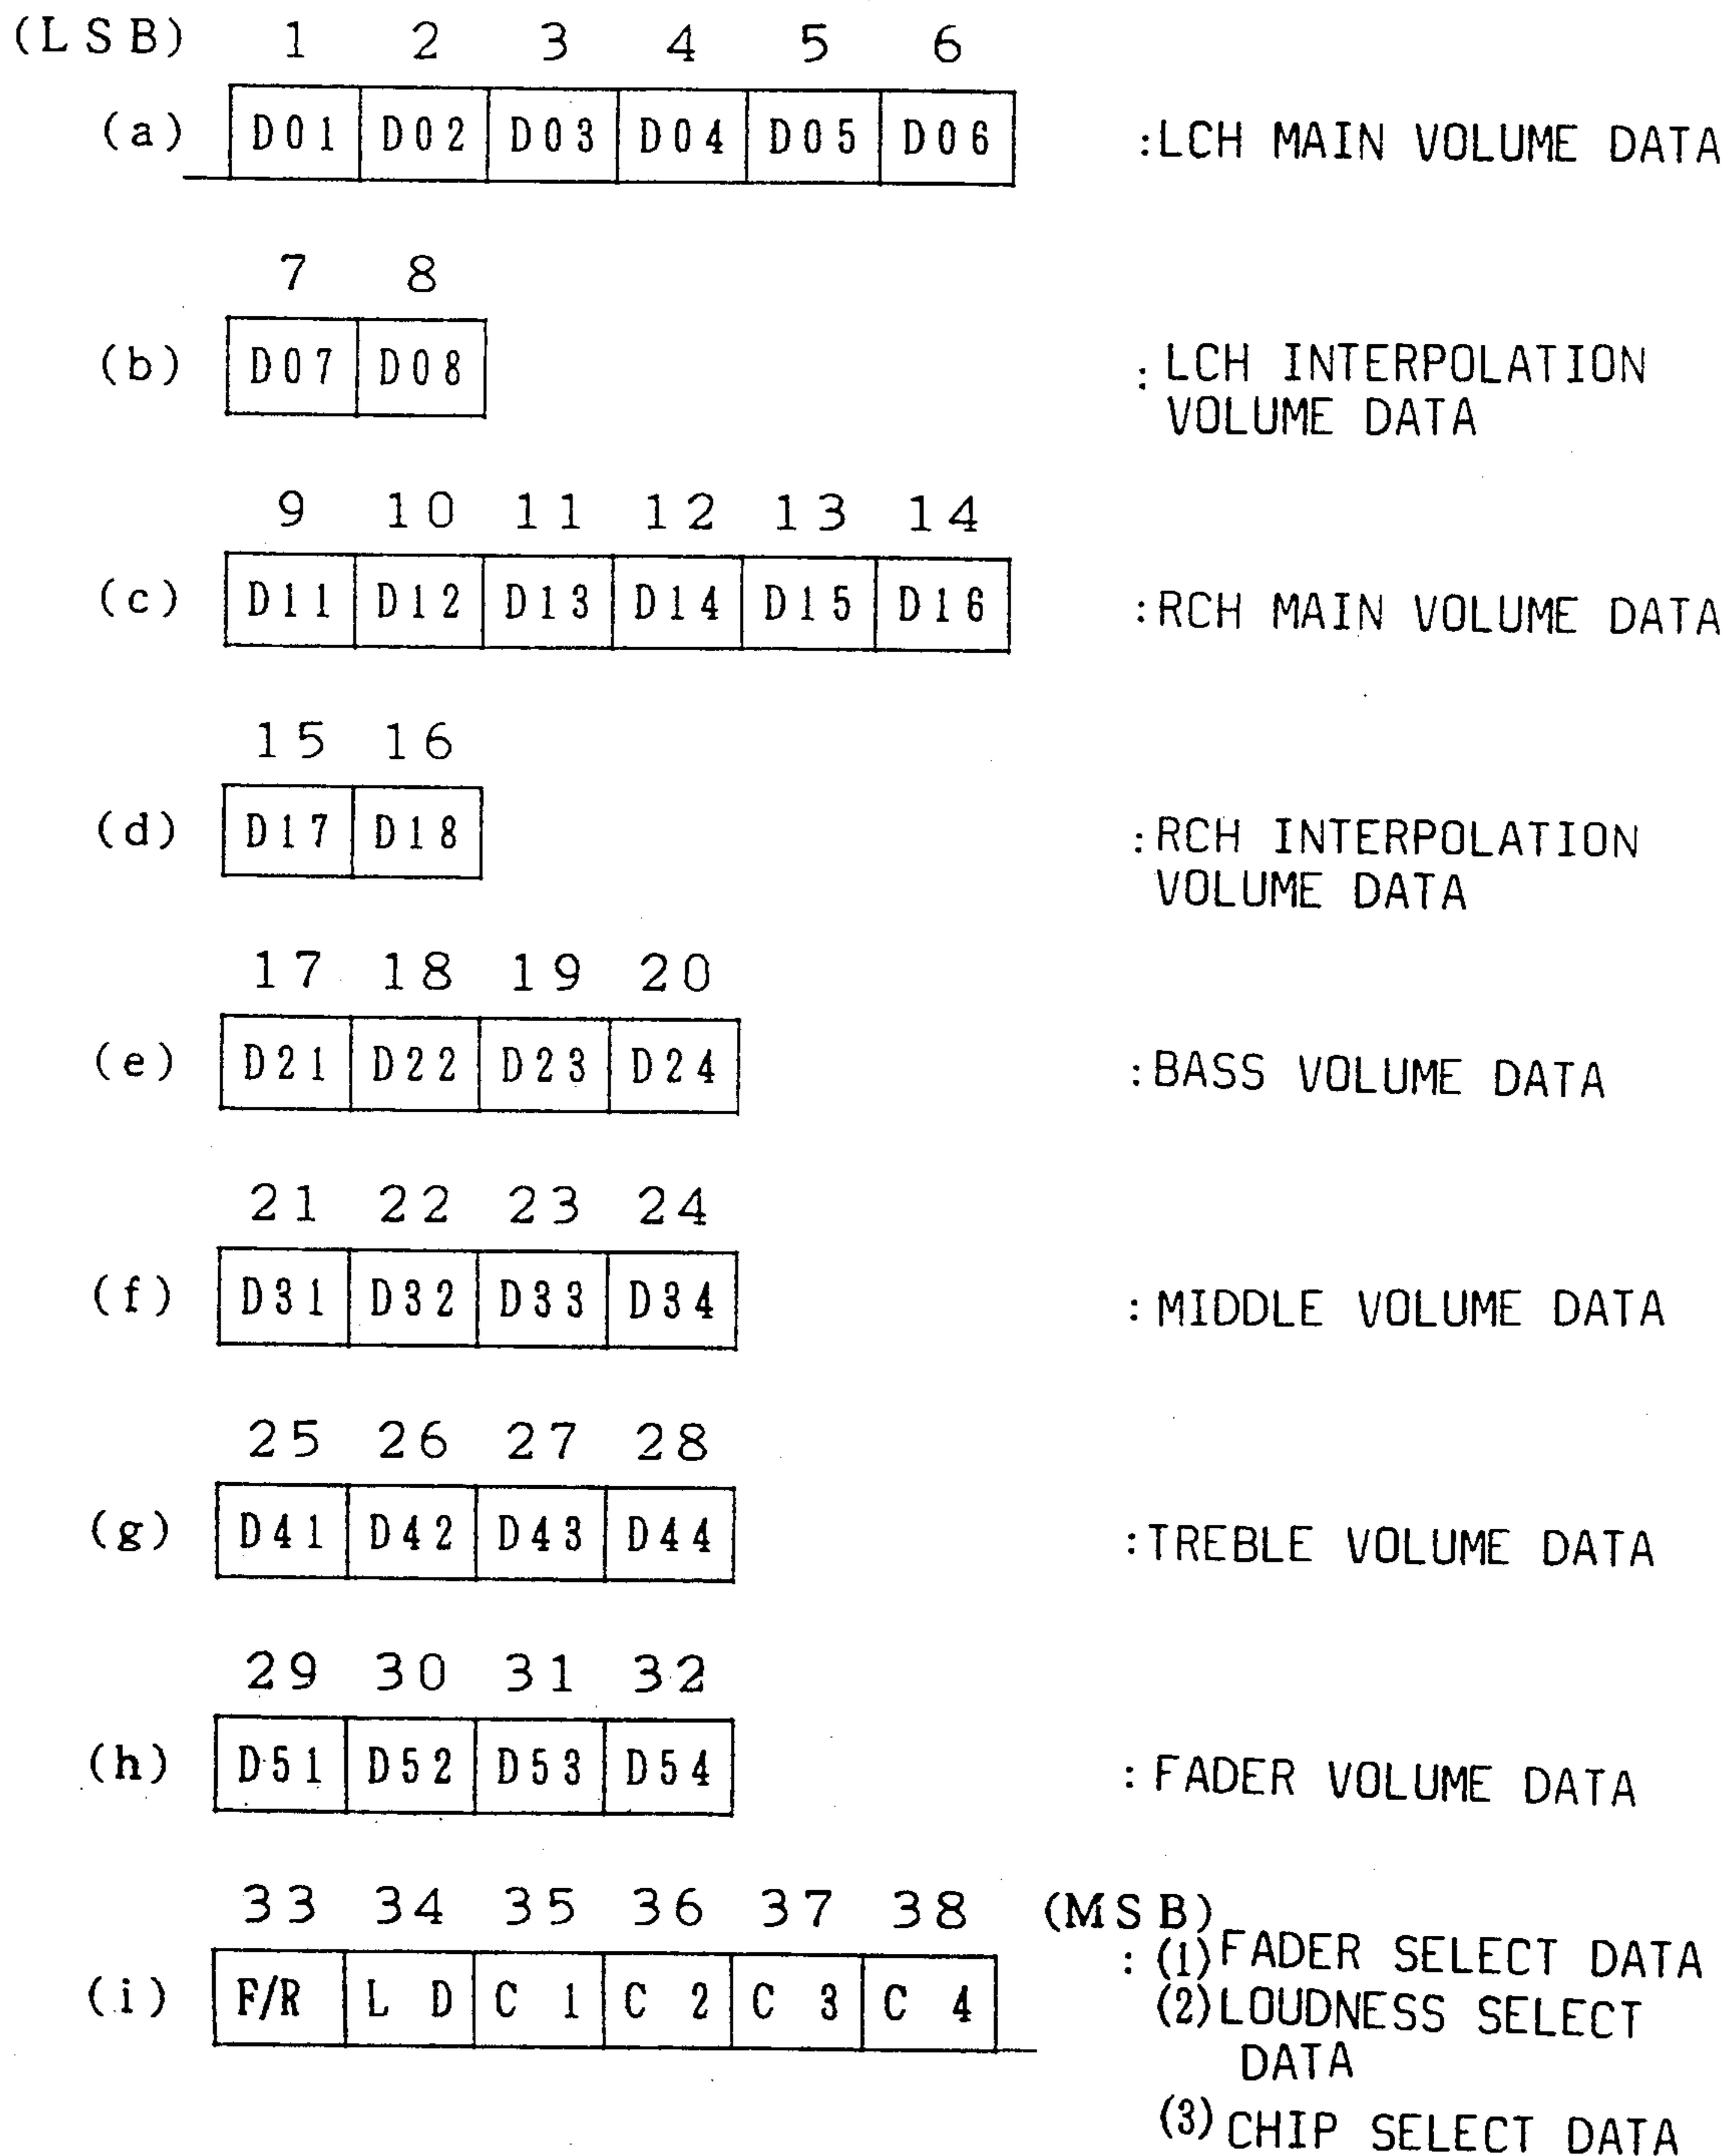 (LSB) 1 2 3 4 5 6
(a) D01 D02 D03 D04 D05 D06 :LCH MAIN VOLUME DATA
7 8
(b) D07 D08 : LCH INTERPOLATION
VOLUME DATA
9 10 11 12 13 14
(c) D11 D12 D13 D14 D15 D16 :RCH MAIN VOLUME DATA
15 16
(d) D17 D18 :RCH INTERPOLATION
VOLUME DATA
17 18 19 20
(e) D21 D22 D23 D24 :BASS VOLUME DATA
21 22 23 24
(f) D31 D32 D33 D34 :MIDDLE VOLUME DATA
25 26 27 28
(g) D41 D42 D43 D44 :TREBLE VOLUME DATA
29 30 31 32
(h) D51 D52 D53 D54 :FADER VOLUME DATA
33 34 35 36 37 38 (MSB)
(i) F/R LD C1 C2 C3 C4 : (1) FADER SELECT DATA
(2) LOUDNESS SELECT
DATA
(3) CHIP SELECT DATA